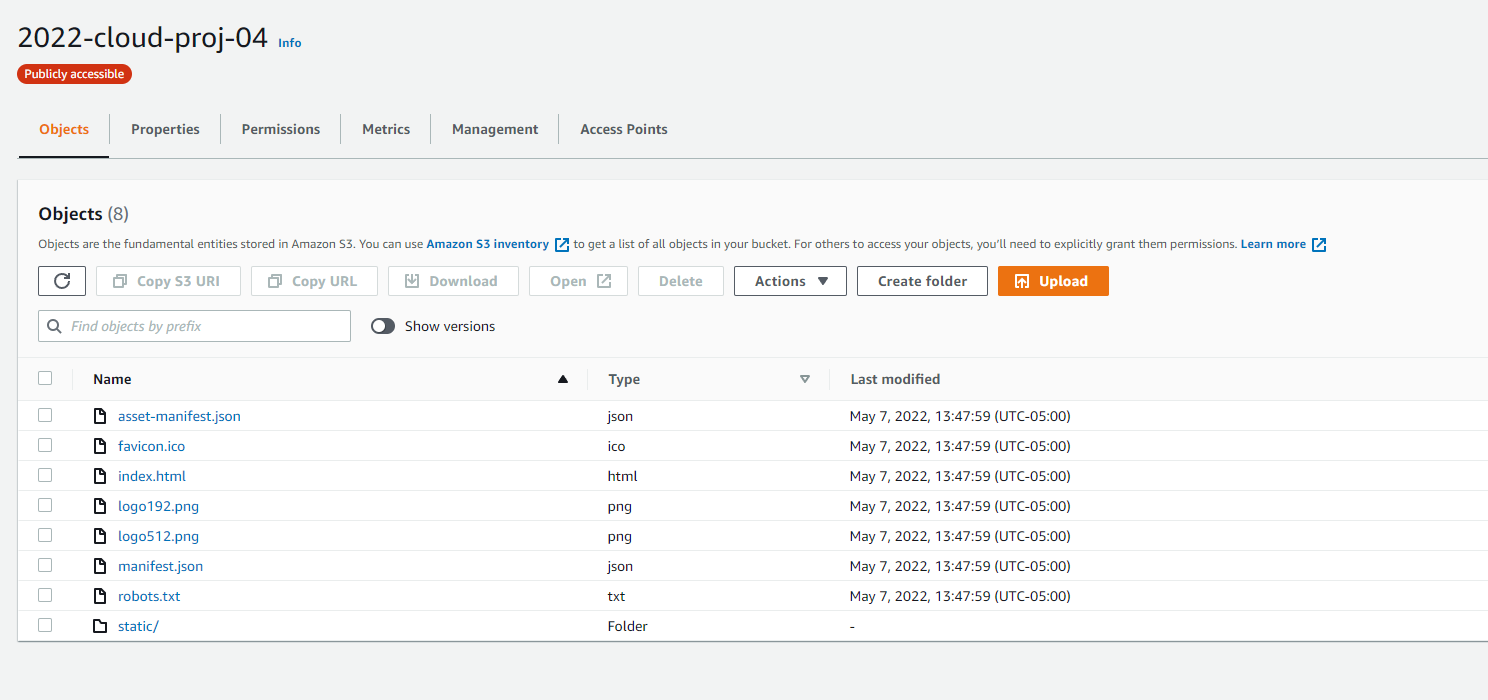 2022-cloud-proj-04 Info
Publicly accessible
Objects Properties Permissions Metrics Management Access Points
Objects (8)
Objects are the fundamental entities stored in Amazon S3. You can use Amazon S3 inventory to get a list of all objects in your bucket. For others to access your objects, you’ll need to explicitly grant them permissions. Learn more
Copy S3 URI Copy URL Download Open Delete Actions Create folder Upload
Find objects by prefix Show versions
Name Type Last modified
asset-manifest.json json May 7, 2022, 13:47:59 (UTC-05:00)
favicon.ico ico May 7, 2022, 13:47:59 (UTC-05:00)
index.html html May 7, 2022, 13:47:59 (UTC-05:00)
logo192.png png May 7, 2022, 13:47:59 (UTC-05:00)
logo512.png png May 7, 2022, 13:47:59 (UTC-05:00)
manifest.json json May 7, 2022, 13:47:59 (UTC-05:00)
robots.txt txt May 7, 2022, 13:47:59 (UTC-05:00)
static/ Folder -